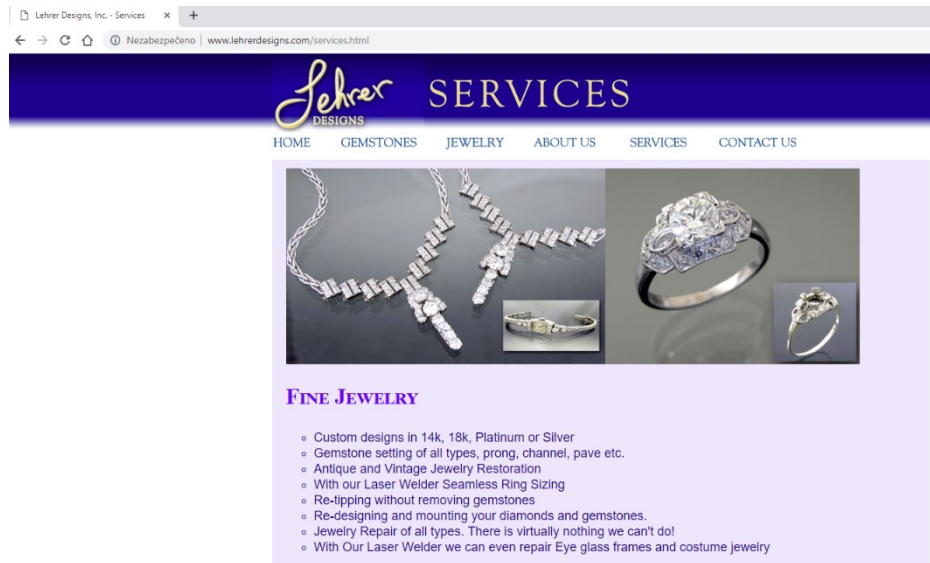 Lehrer Designs, Inc. - Services
Nezabezpečeno | www.lehrerdesigns.com/services.html
Lehrer
DESIGNS
SERVICES
HOME GEMSTONES JEWELRY ABOUT US SERVICES CONTACT US
FINE JEWELRY
Custom designs in 14k, 18k, Platinum or Silver
Gemstone setting of all types, prong, channel, pave etc.
Antique and Vintage Jewelry Restoration
With our Laser Welder Seamless Ring Sizing
Re-tipping without removing gemstones
Re-designing and mounting your diamonds and gemstones.
Jewelry Repair of all types. There is virtually nothing we can't do!
With Our Laser Welder we can even repair Eye glass frames and costume jewelry